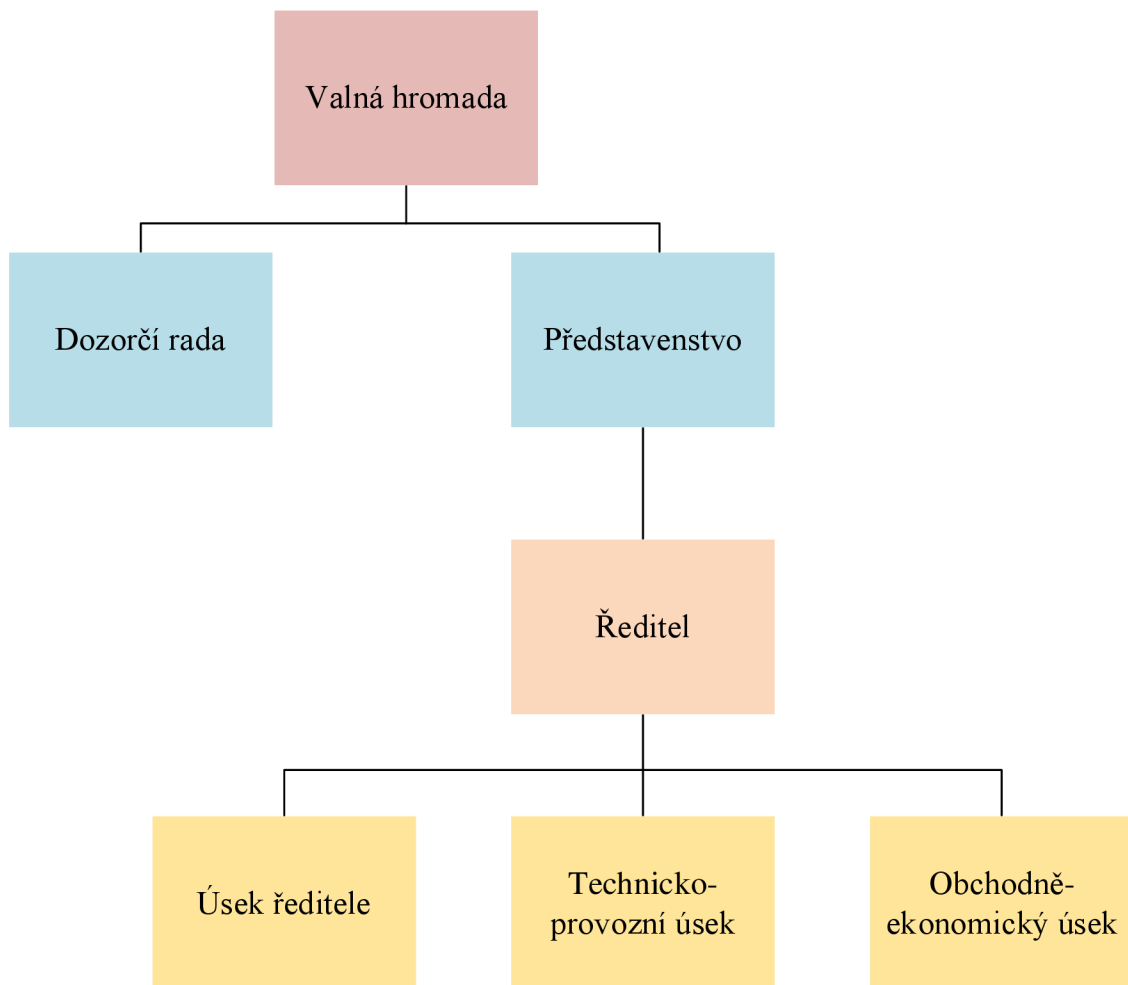 Valná hromada
Dozorčí rada
Představenstvo
Ředitel
Úsek ředitele
Technicko-
provozní úsek
Obchodně-
ekonomický úsek